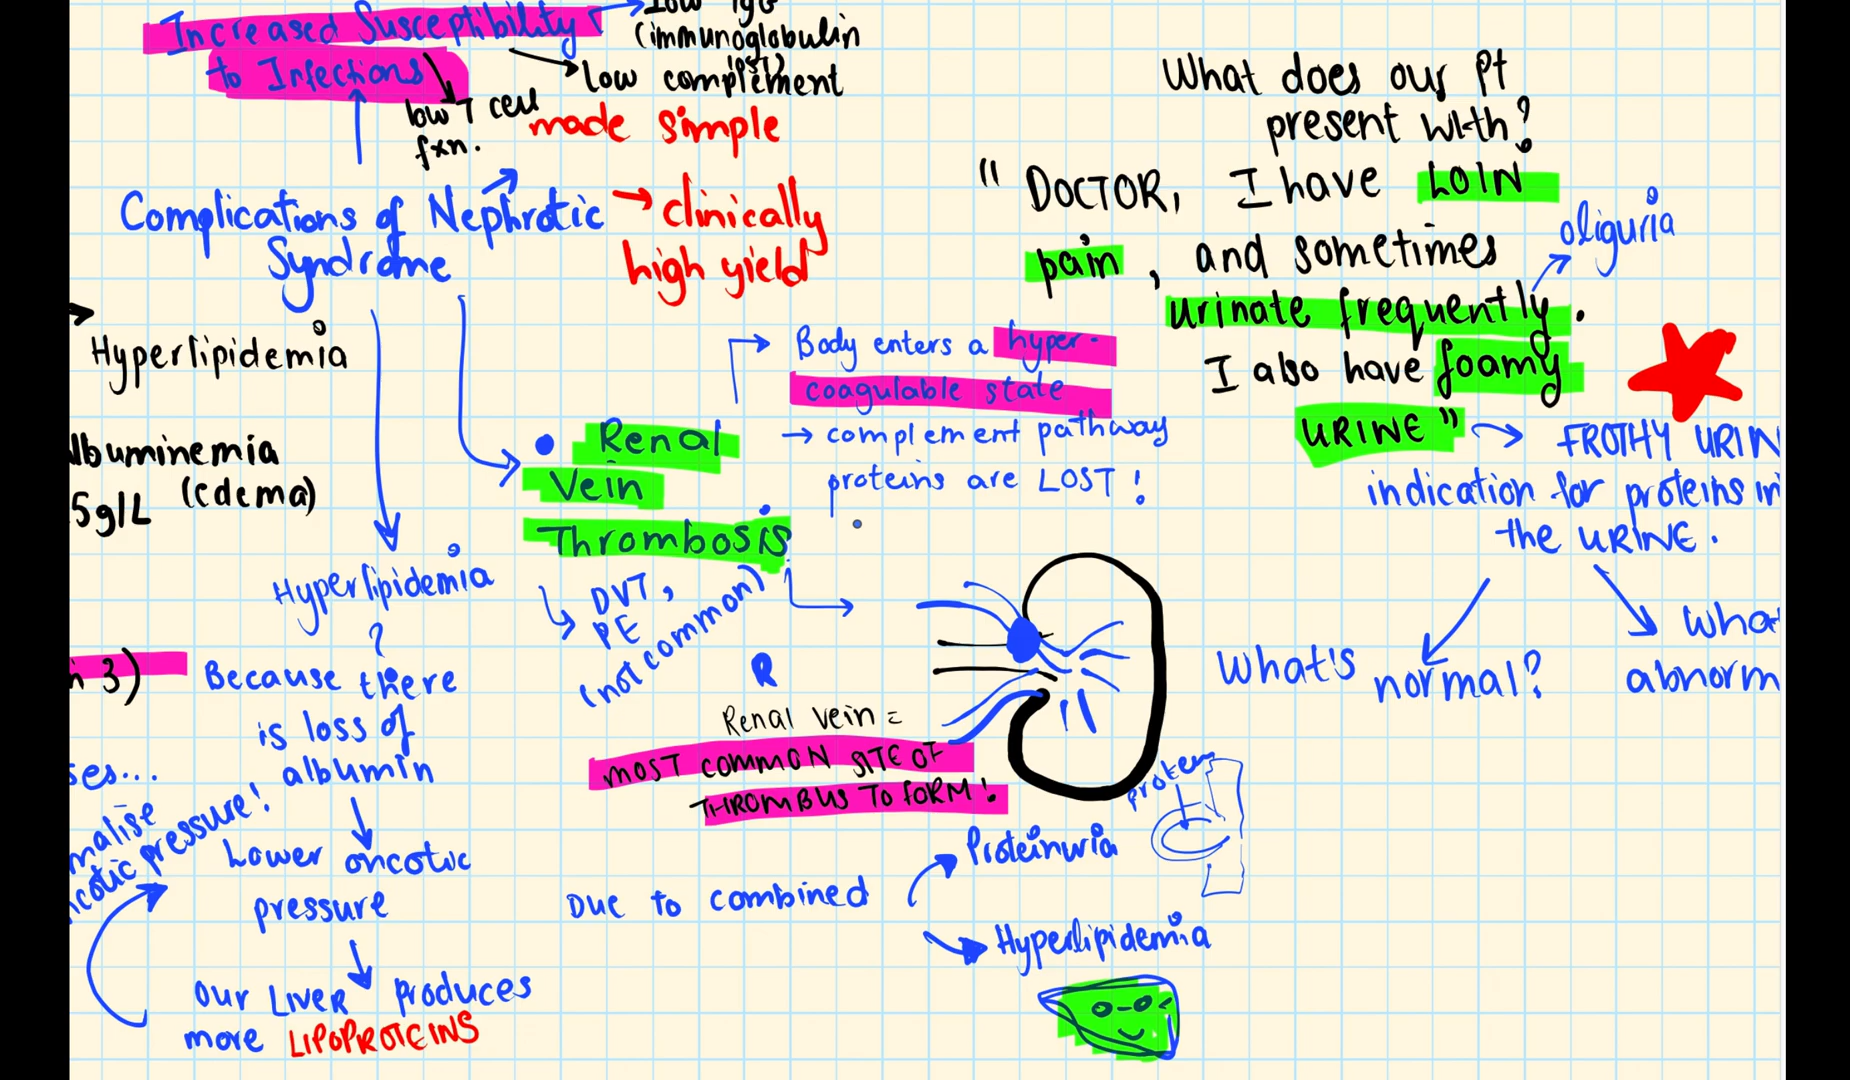 Increased Susceptibility
to Infections
Low IgG
(immunoglobulin
lost)
Low complement
low T cell
fxn.
made simple
Complications of Nephrotic
Syndrome
→ clinically
high yield
Hyperlipidemia
lbuminemia
5g/L (edema)
Hyperlipidemia
?
Because there
is loss of
albumin
Lower oncotic
pressure
Our LIVER produces
more LIPOPROTEINS
3)
ses...
malise
cotic pressure!
• Renal
Vein
Thrombosis
Body enters a hyper-
coagulable state
→ complement pathway
proteins are LOST!
DVT,
PE
(not common)
R
Renal vein =
MOST COMMON SITE OF
THROMBUS TO FORM!
Due to combined
Proteinuria
Hyperlipidemia
protein
What does our pt
present with?
"DOCTOR, I have LOIN
pain, and sometimes
urinate frequently.
oliguria
I also have foamy
URINE"
FROTHY URIN
indication for proteins in
the URINE.
What's normal?
wha
abnorm